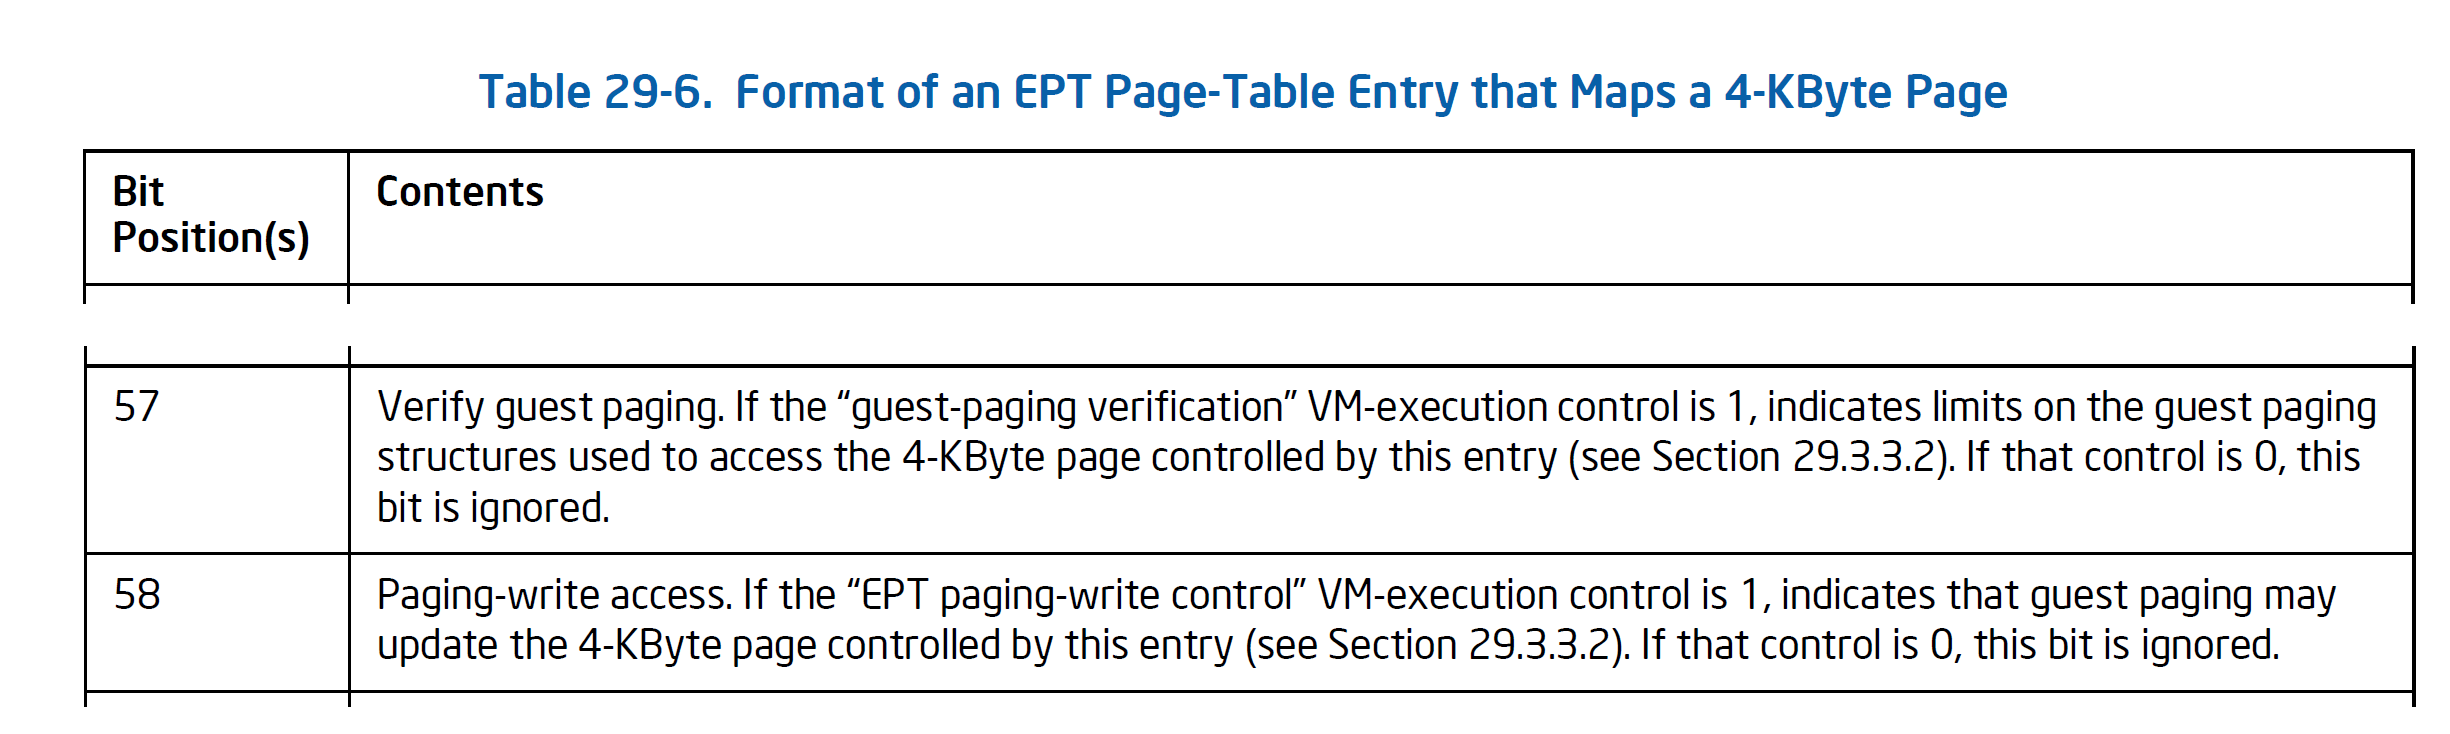 Table 29-6. Format of an EPT Page-Table Entry that Maps a 4-KByte Page
Bit
Position(s)
Contents
57
Verify guest paging. If the “guest-paging verification” VM-execution control is 1, indicates limits on the guest paging
structures used to access the 4-KByte page controlled by this entry (see Section 29.3.3.2). If that control is 0, this
bit is ignored.
58
Paging-write access. If the “EPT paging-write control” VM-execution control is 1, indicates that guest paging may
update the 4-KByte page controlled by this entry (see Section 29.3.3.2). If that control is 0, this bit is ignored.